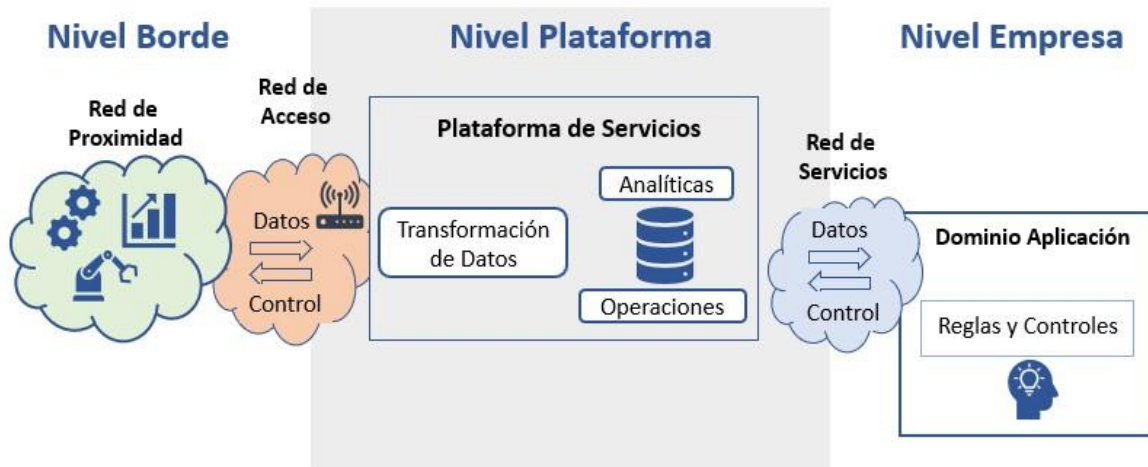 Nivel Borde
Nivel Plataforma
Nivel Empresa
Red de
Proximidad
Red de
Acceso
Datos
Control
Plataforma de Servicios
Transformación
de Datos
Analíticas
Operaciones
Red de
Servicios
Datos
Control
Dominio Aplicación
Reglas y Controles